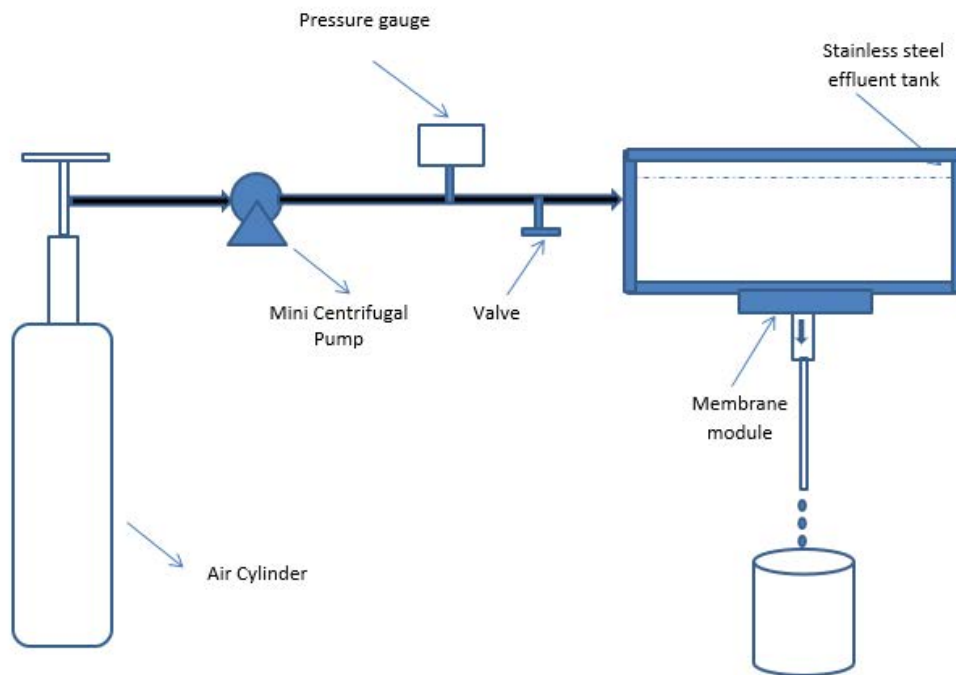 Pressure gauge
Stainless steel
effluent tank
Mini Centrifugal
Pump
Valve
Membrane
module
Air Cylinder